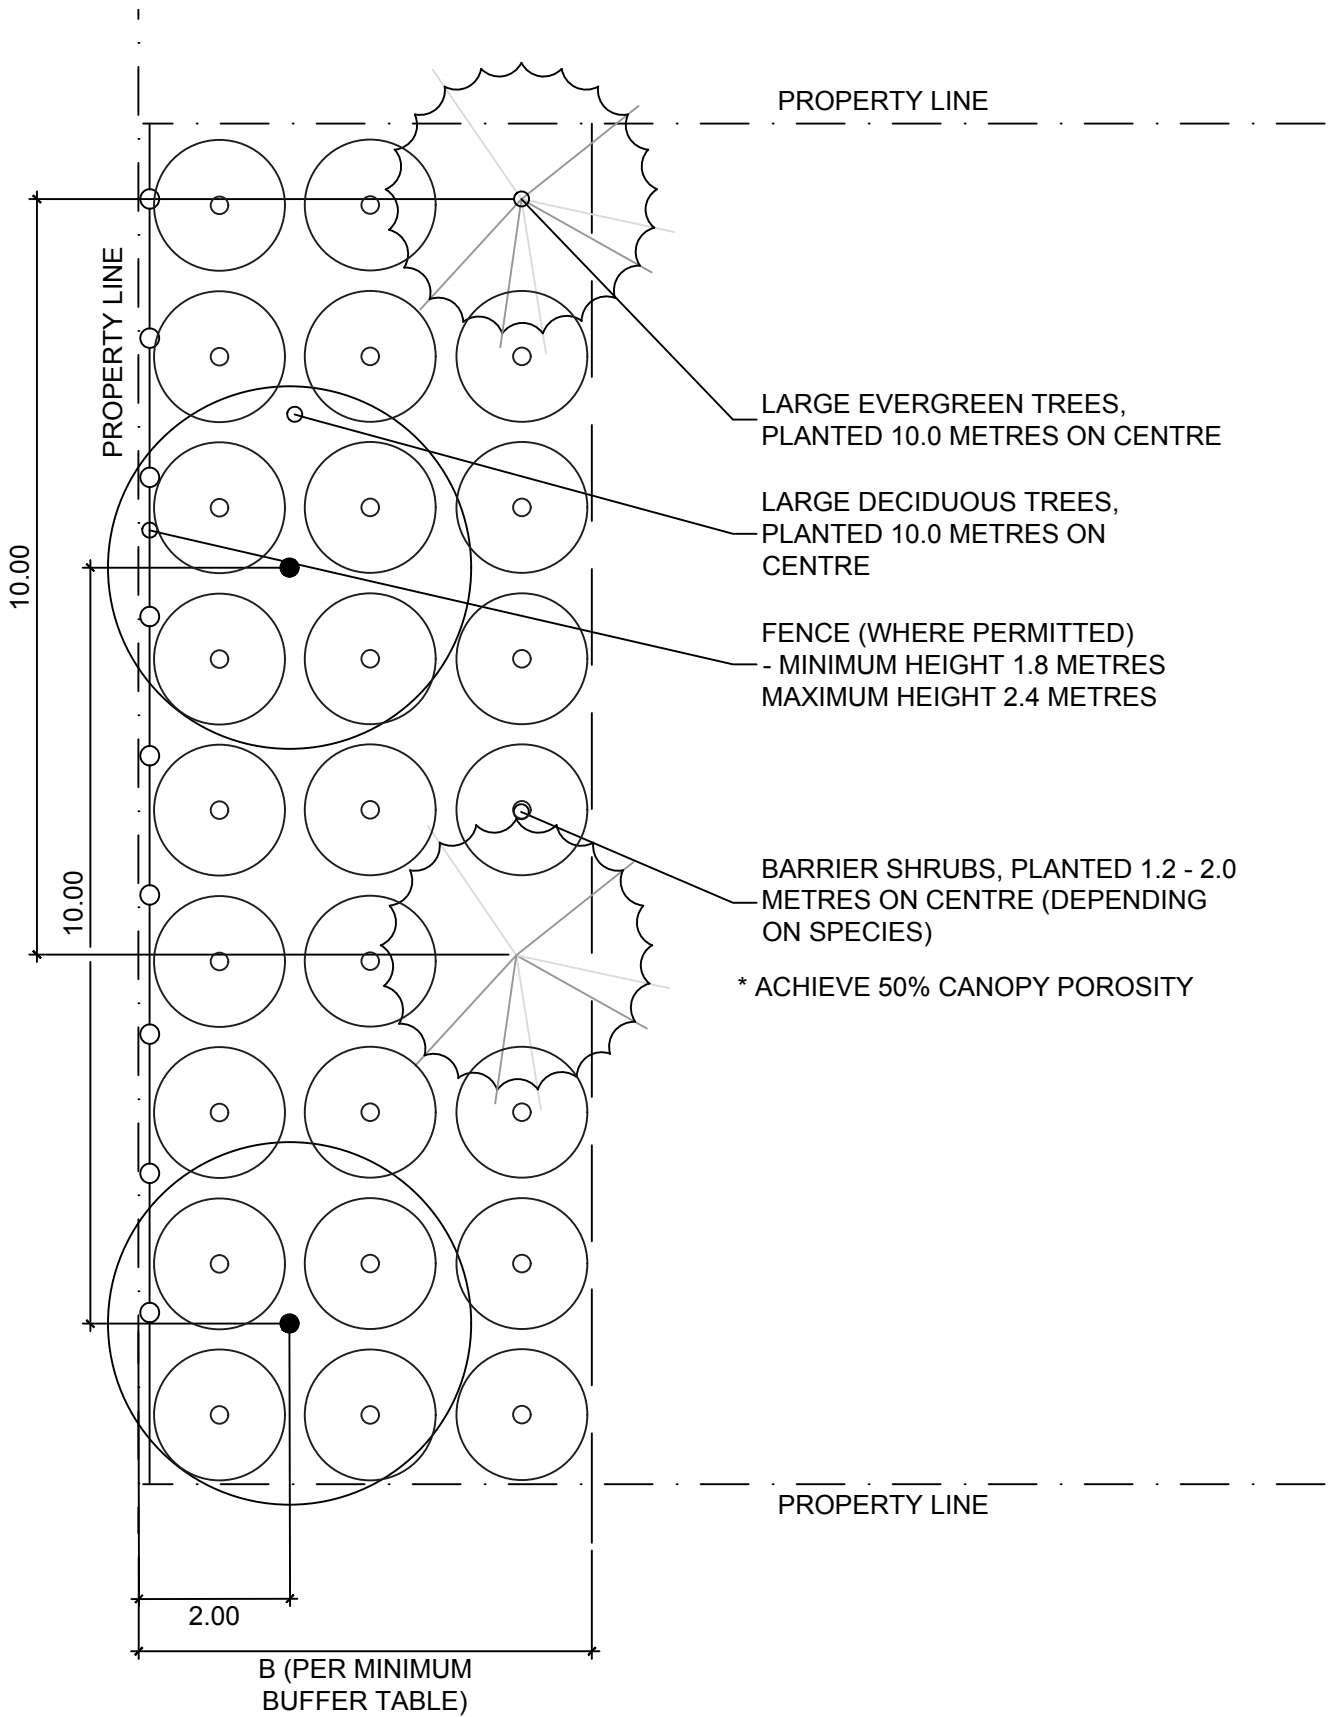 PROPERTY LINE
PROPERTY LINE
LARGE EVERGREEN TREES,
PLANTED 10.0 METRES ON CENTRE
LARGE DECIDUOUS TREES,
PLANTED 10.0 METRES ON
CENTRE
10.00
FENCE (WHERE PERMITTED)
- MINIMUM HEIGHT 1.8 METRES
MAXIMUM HEIGHT 2.4 METRES
10.00
BARRIER SHRUBS, PLANTED 1.2 - 2.0
METRES ON CENTRE (DEPENDING
ON SPECIES)
* ACHIEVE 50% CANOPY POROSITY
PROPERTY LINE
2.00
B (PER MINIMUM
BUFFER TABLE)